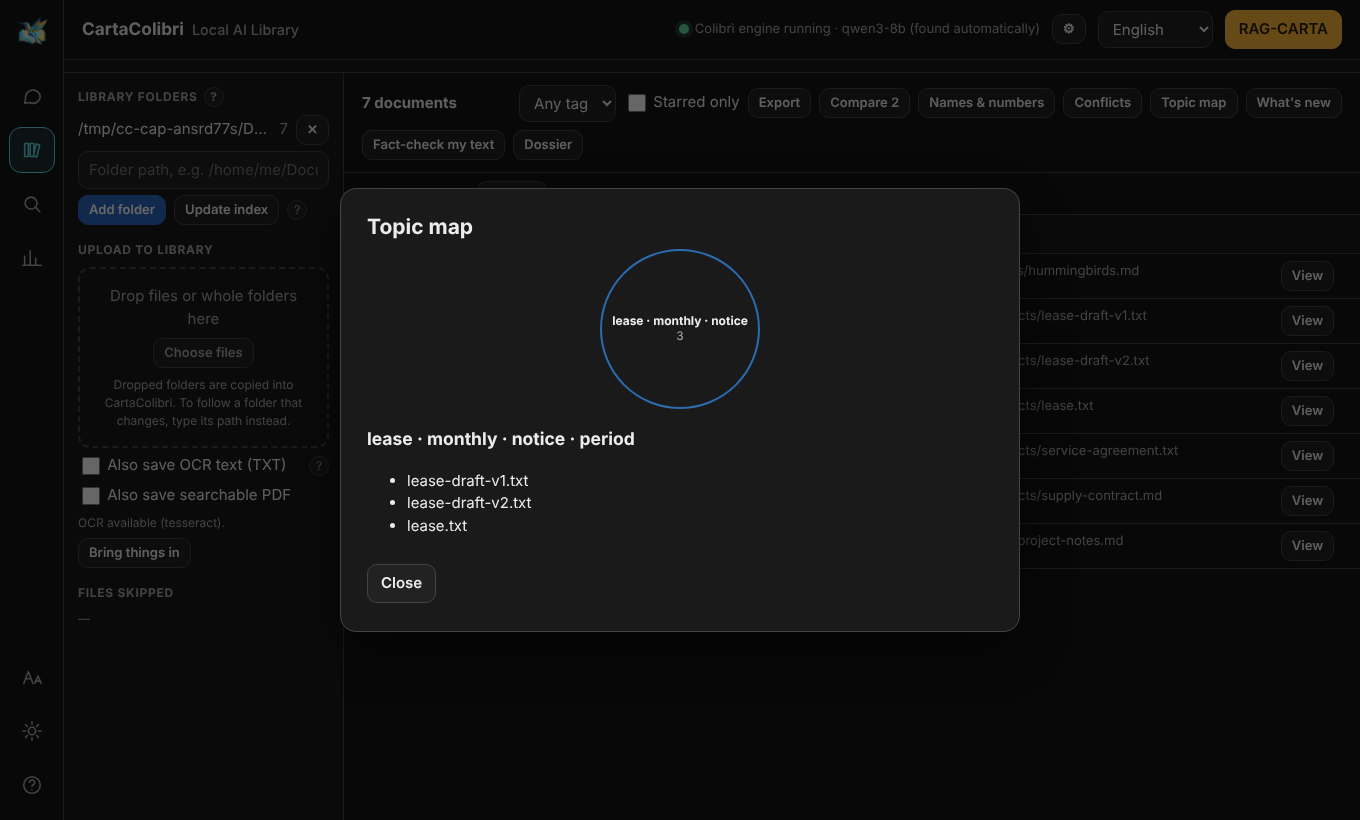 CartaColibri Local AI Library
Colibrì engine running · qwen3-8b (found automatically)
English
RAG-CARTA
LIBRARY FOLDERS ?
/tmp/cc-cap-ansrd77s/D... 7 ✕
Folder path, e.g. /home/me/Docu
Add folder
Update index
?
UPLOAD TO LIBRARY
Drop files or whole folders
here
Choose files
Dropped folders are copied into
CartaColibri. To follow a folder that
changes, type its path instead.
Also save OCR text (TXT) ?
Also save searchable PDF
OCR available (tesseract).
Bring things in
FILES SKIPPED
—
AA
7 documents
Any tag
Starred only
Export
Compare 2
Names & numbers
Conflicts
Topic map
What's new
Fact-check my text
Dossier
Topic map
lease · monthly · notice
3
lease · monthly · notice · period
• lease-draft-v1.txt
• lease-draft-v2.txt
• lease.txt
Close
s/hummingbirds.md View
cts/lease-draft-v1.txt View
cts/lease-draft-v2.txt View
cts/lease.txt View
cts/service-agreement.txt View
cts/supply-contract.md View
project-notes.md View